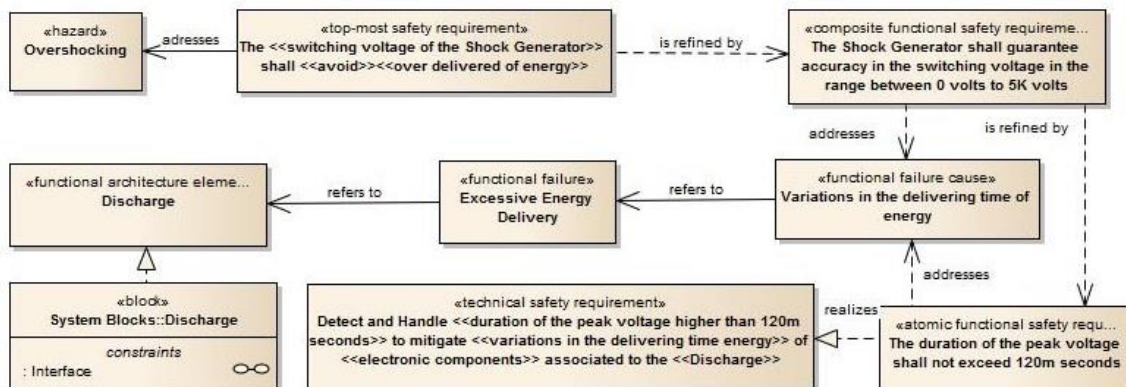 «hazard»
Overshocking
adresses
«top-most safety requirement»
The <<switching voltage of the Shock Generator>>
shall <<avoid>><<over delivered of energy>>
is refined by
«composite functional safety requireme...
The Shock Generator shall guarantee
accuracy in the switching voltage in the
range between 0 volts to 5K volts
addresses
is refined by
«functional architecture eleme...
Discharge
refers to
«functional failure»
Excessive Energy
Delivery
refers to
«functional failure cause»
Variations in the delivering time of
energy
addresses
«block»
System Blocks::Discharge
constraints
: Interface
«technical safety requirement»
Detect and Handle <<duration of the peak voltage higher than 120m
seconds>> to mitigate <<variations in the delivering time energy>> of
<<electronic components>> associated to the <<Discharge>>
realizes
«atomic functional safety requ...
The duration of the peak voltage
shall not exceed 120m seconds